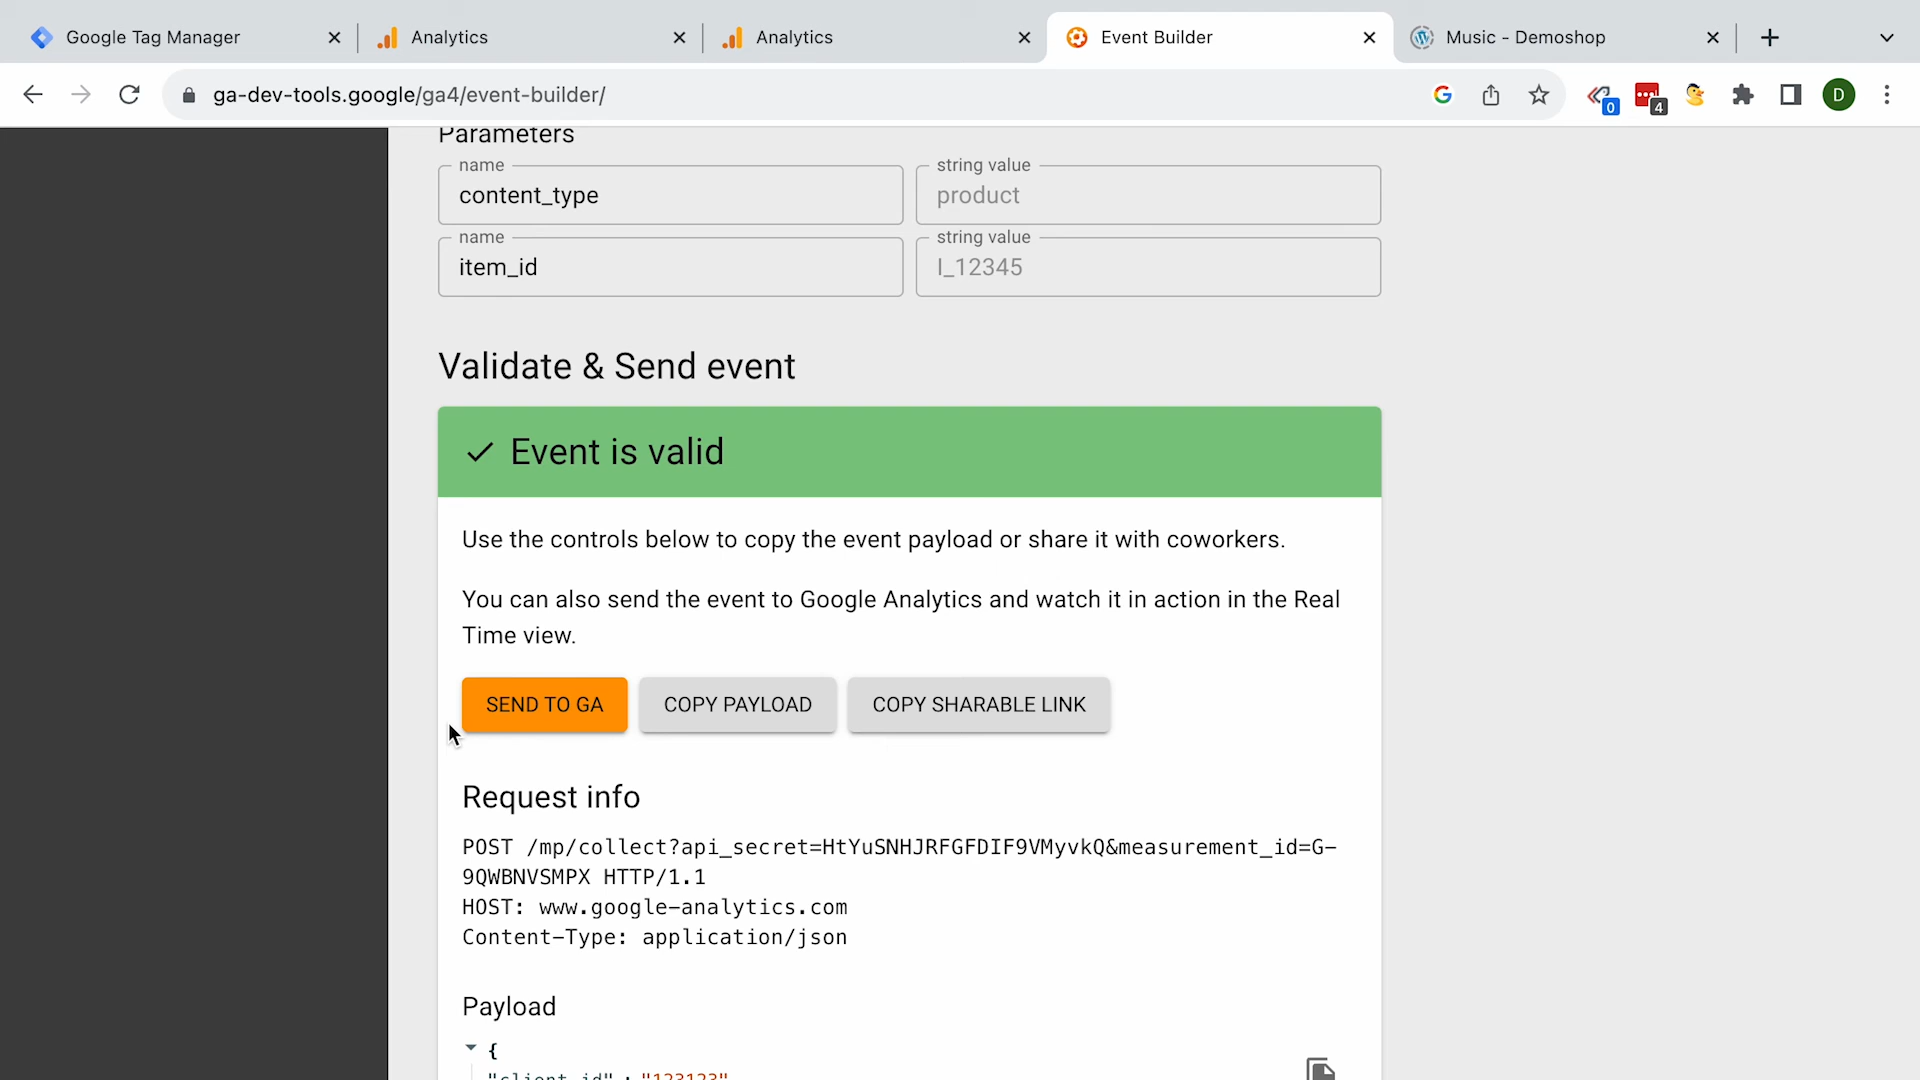 Google Tag Manager
Analytics
Analytics
Event Builder
Music - Demoshop
ga-dev-tools.google/ga4/event-builder/
0
4
D
Parameters
name
string value
content_type
product
name
string value
item_id
I_12345
Validate & Send event
Event is valid
Use the controls below to copy the event payload or share it with coworkers.
You can also send the event to Google Analytics and watch it in action in the Real
Time view.
SEND TO GA
COPY PAYLOAD
COPY SHARABLE LINK
Request info
POST /mp/collect?api_secret=HtYuSNHJRFGFDIF9VMyvkQ&measurement_id=G-
9QWBNVSMPX HTTP/1.1
HOST: www.google-analytics.com
Content-Type: application/json
Payload
{
"client_id" : "123123"